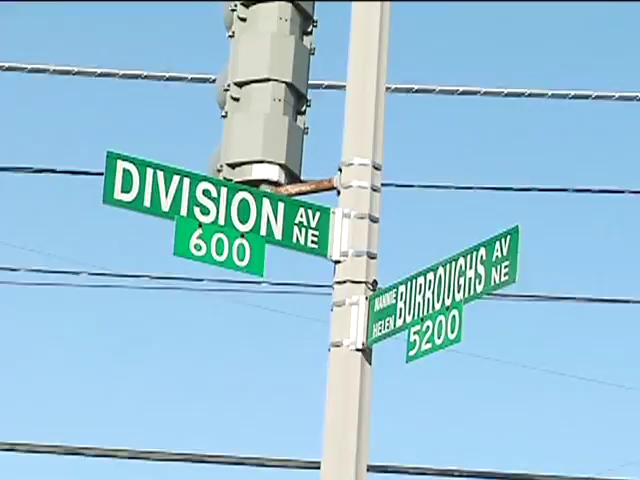 DIVISION AV NE
600
NANNIE HELEN BURROUGHS AV NE
5200